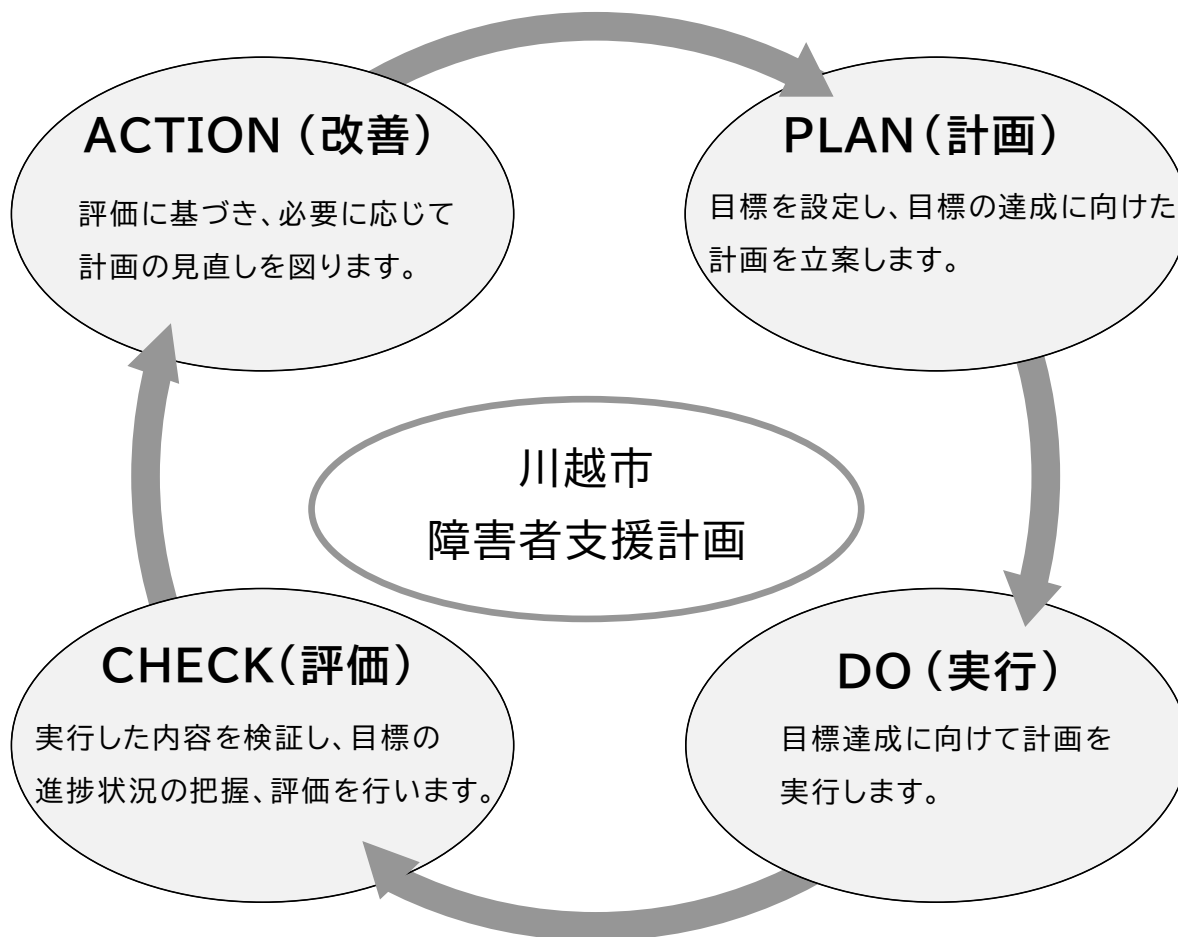 ACTION（改善）
評価に基づき、必要に応じて
計画の見直しを図ります。
PLAN（計画）
目標を設定し、目標の達成に向けた
計画を立案します。
川越市
障害者支援計画
CHECK（評価）
実行した内容を検証し、目標の
進捗状況の把握、評価を行います。
DO（実行）
目標達成に向けて計画を
実行します。